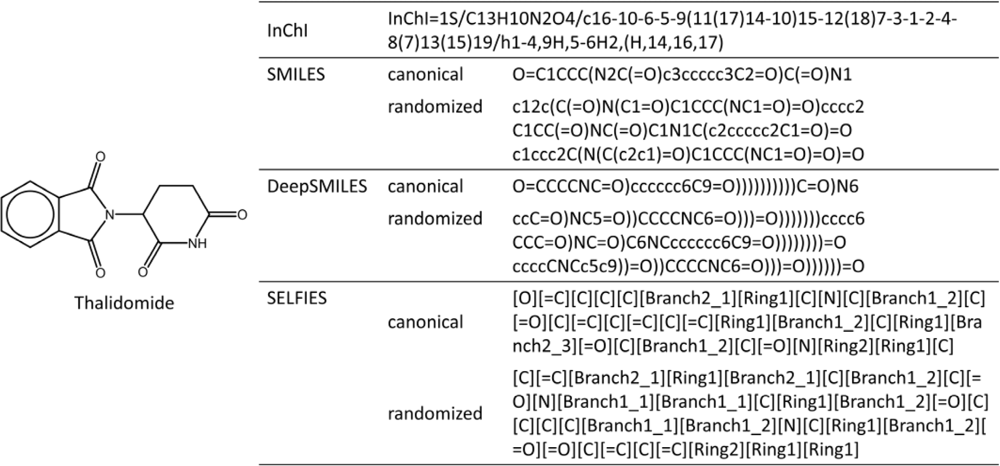 O
O
N
O
NH
O
Thalidomide
InChI
InChI=1S/C13H10N2O4/c16-10-6-5-9(11(17)14-10)15-12(18)7-3-1-2-4-
8(7)13(15)19/h1-4,9H,5-6H2,(H,14,16,17)
SMILES canonical O=C1CCC(N2C(=O)c3ccccc3C2=O)C(=O)N1
randomized c12c(C(=O)N(C1=O)C1CCC(NC1=O)=O)cccc2
C1CC(=O)NC(=O)C1N1C(c2ccccc2C1=O)=O
c1ccc2C(N(C(c2c1)=O)C1CCC(NC1=O)=O)=O
DeepSMILES canonical O=CCCCNC=O)cccccc6C9=O))))))))))C=O)N6
randomized ccC=O)NC5=O))CCCCNC6=O)))=O)))))))cccc6
CCC=O)NC=O)C6NCcccccc6C9=O))))))))=O
ccccCNCc5c9))=O))CCCCNC6=O)))=O))))))=O
SELFIES
canonical
[O][=C][C][C][C][Branch2_1][Ring1][C][N][C][Branch1_2][C]
[=O][C][=C][C][=C][C][=C][Ring1][Branch1_2][C][Ring1][Bra
nch2_3][=O][C][Branch1_2][C][=O][N][Ring2][Ring1][C]
randomized
[C][=C][Branch2_1][Ring1][Branch2_1][C][Branch1_2][C][=
O][N][Branch1_1][Branch1_1][C][Ring1][Branch1_2][=O][C]
[C][C][C][Branch1_1][Branch1_2][N][C][Ring1][Branch1_2][
=O][=O][C][=C][C][=C][Ring2][Ring1][Ring1]